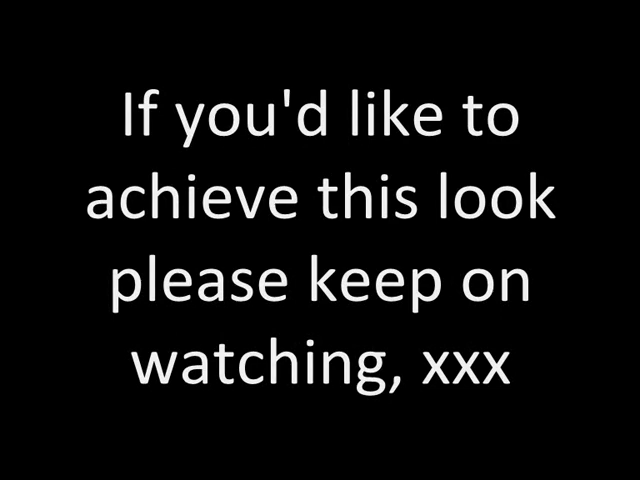 If you'd like to
achieve this look
please keep on
watching, xxx